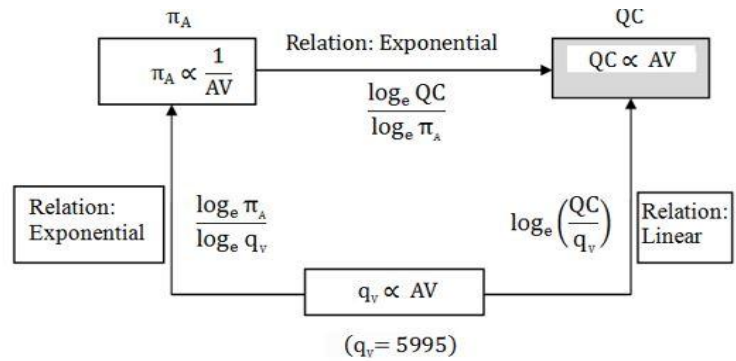 π_A
QC
π_A ∝ 1/AV
Relation: Exponential
QC ∝ AV
log_e QC / log_e π_A
Relation:
Exponential
log_e π_A / log_e q_v
log_e (QC/q_v)
Relation:
Linear
q_v ∝ AV
(q_v= 5995)